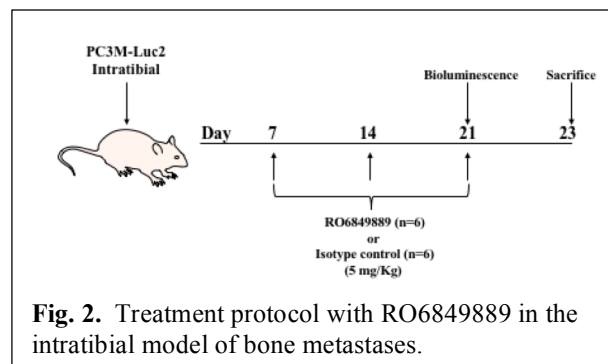 PC3M-Luc2
Intratibial
Bioluminescence Sacrifice
Day 7 14 21 23
RO6849889 (n=6)
or
Isotype control (n=6)
(5 mg/Kg)
Fig. 2. Treatment protocol with RO6849889 in the
intratibial model of bone metastases.